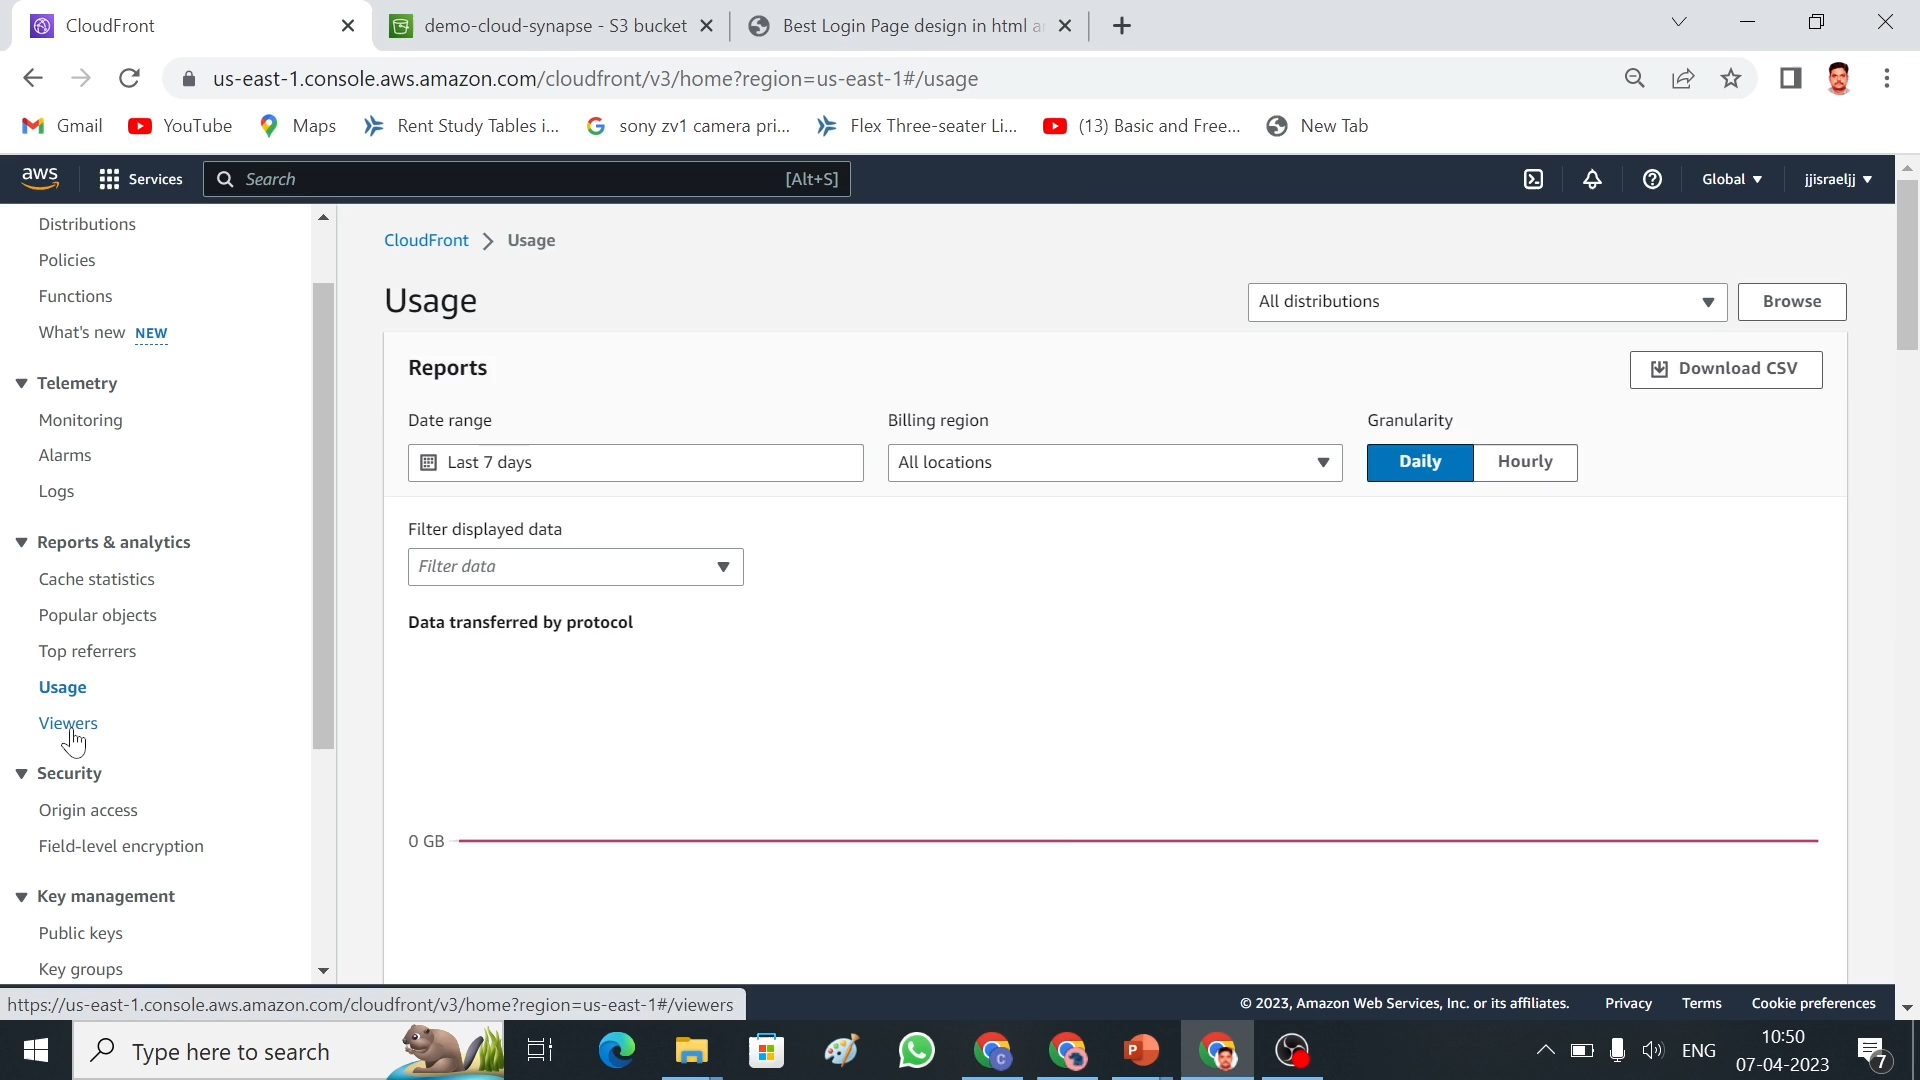 CloudFront
demo-cloud-synapse - S3 bucket
Best Login Page design in html a
us-east-1.console.aws.amazon.com/cloudfront/v3/home?region=us-east-1#/usage
Gmail
YouTube
Maps
Rent Study Tables i...
sony zv1 camera pri...
Flex Three-seater Li...
(13) Basic and Free...
New Tab
aws
Services
Search
[Alt+S]
Global
jjisraeljj
Distributions
Policies
Functions
What's new NEW
Telemetry
Monitoring
Alarms
Logs
Reports & analytics
Cache statistics
Popular objects
Top referrers
Usage
Viewers
Security
Origin access
Field-level encryption
Key management
Public keys
Key groups
CloudFront > Usage
Usage
All distributions
Browse
Reports
Download CSV
Date range
Last 7 days
Billing region
All locations
Granularity
Daily
Hourly
Filter displayed data
Filter data
Data transferred by protocol
0 GB
https://us-east-1.console.aws.amazon.com/cloudfront/v3/home?region=us-east-1#/viewers
© 2023, Amazon Web Services, Inc. or its affiliates.
Privacy
Terms
Cookie preferences
Type here to search
C
P
ENG
10:50
07-04-2023
7